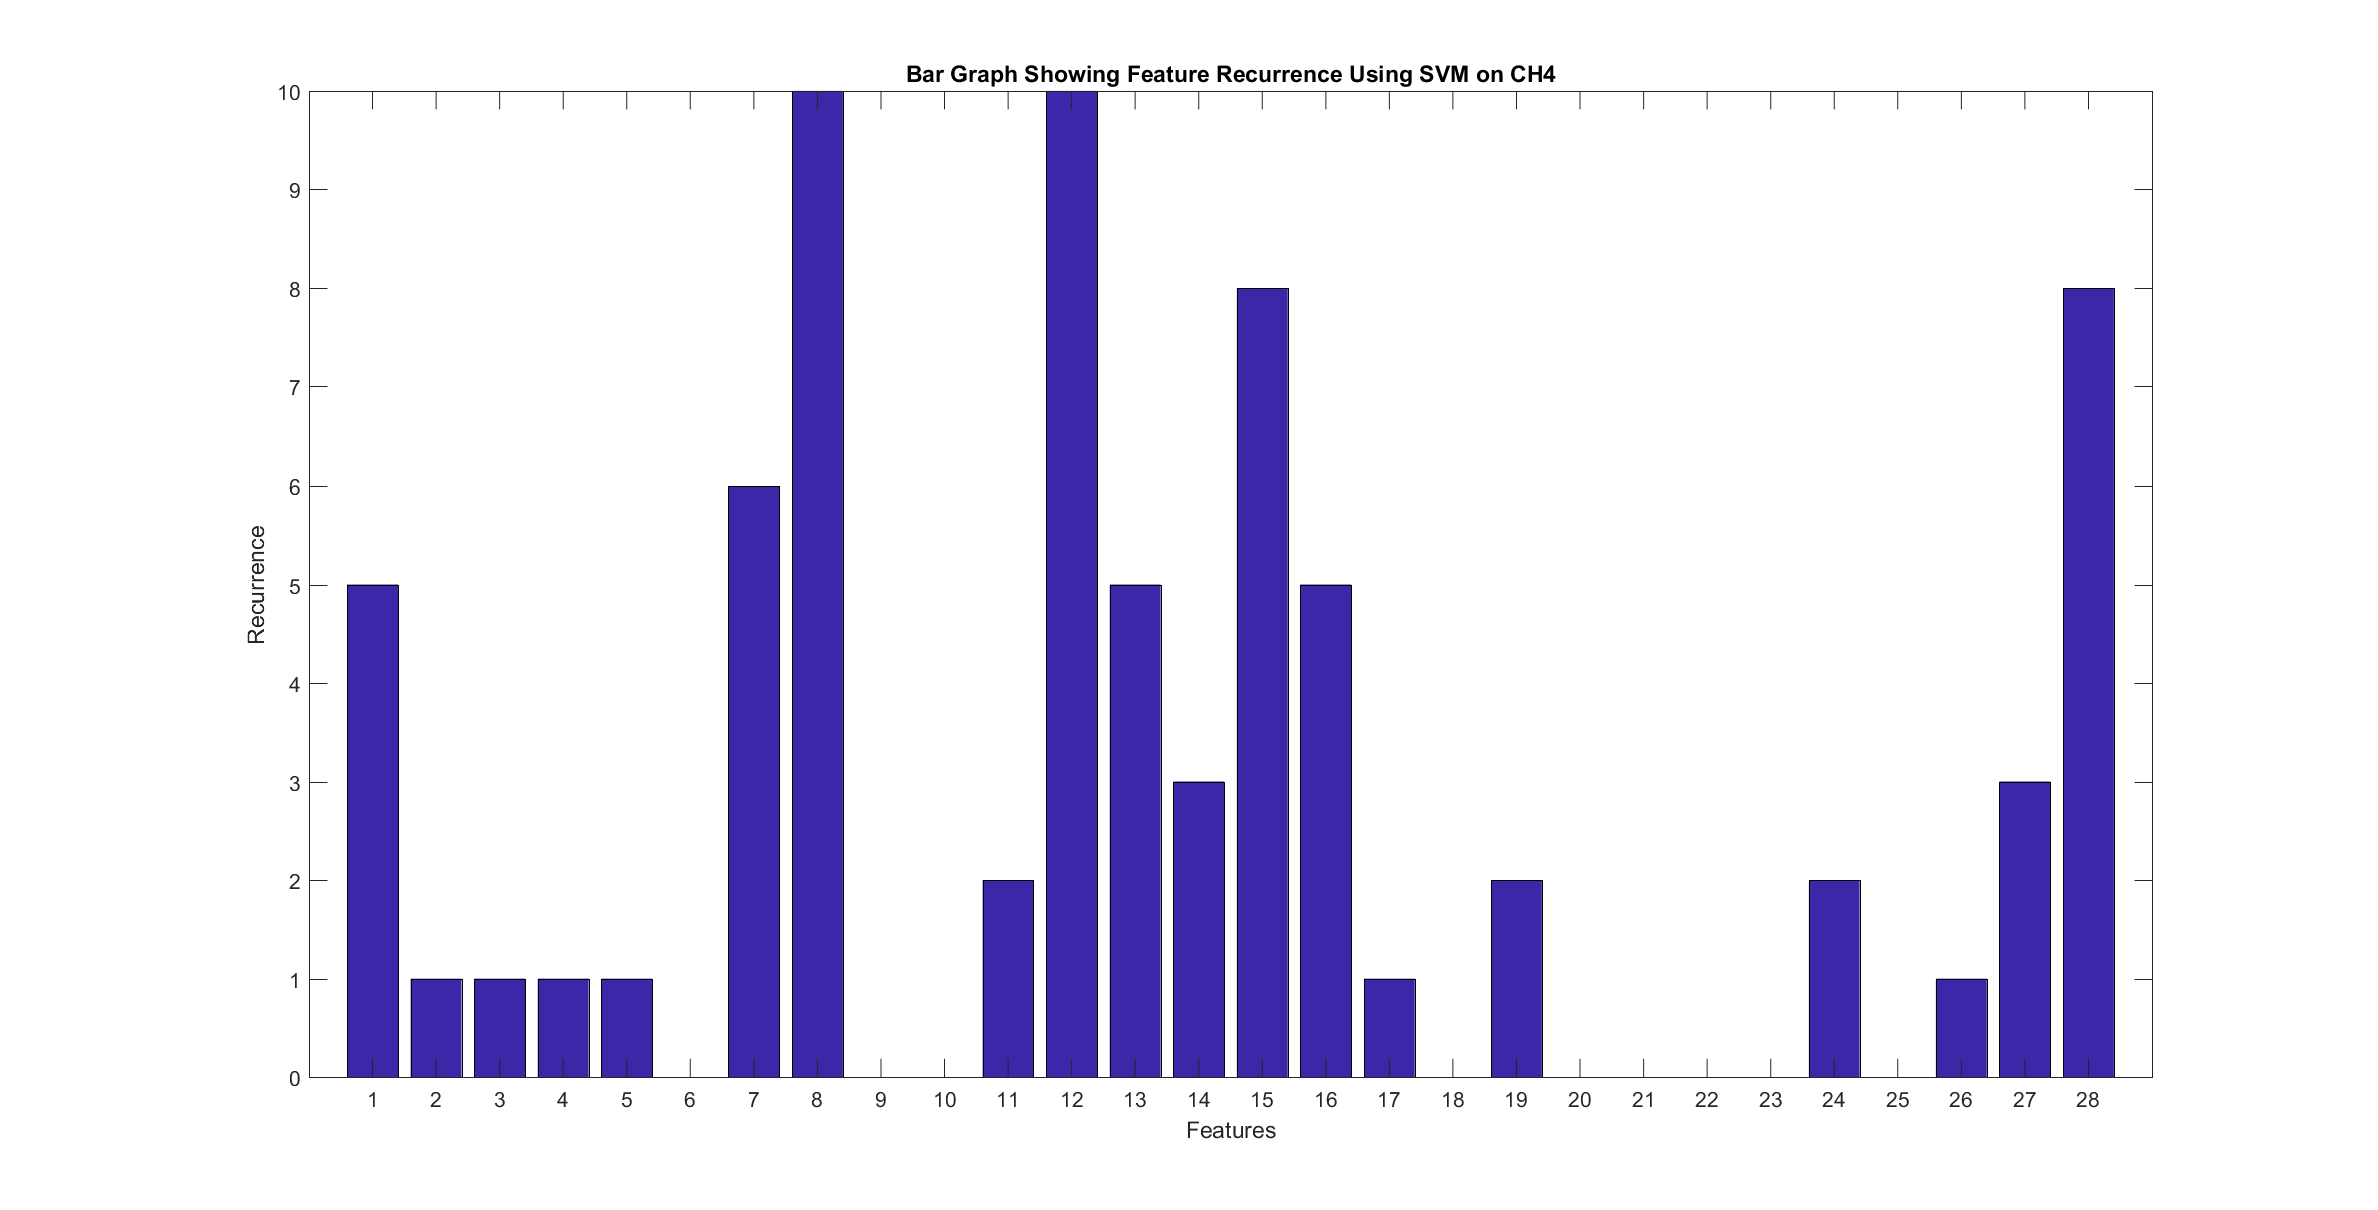 Bar Graph Showing Feature Recurrence Using SVM on CH4
10
9
8
7
6
5
4
3
2
1
0
Recurrence
1 2 3 4 5 6 7 8 9 10 11 12 13 14 15 16 17 18 19 20 21 22 23 24 25 26 27 28
Features